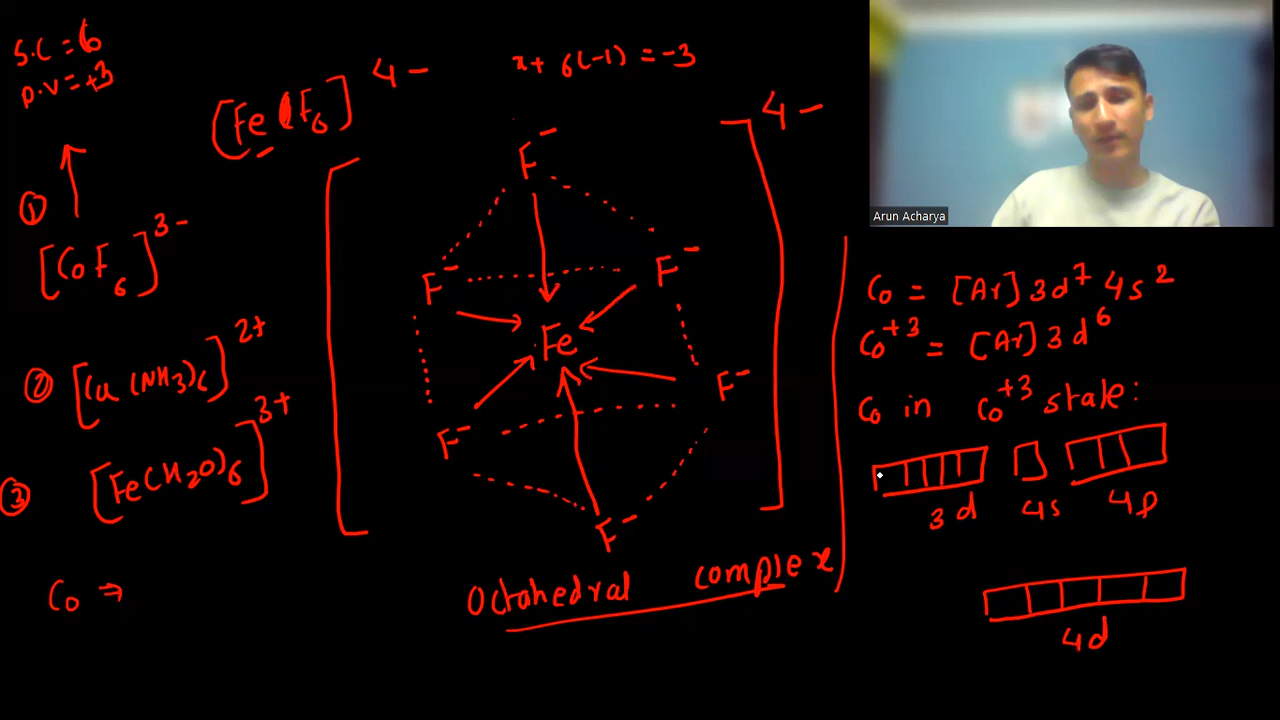 S.C = 6
P.V = +3
x + 6(-1) = -3
[Fe(F6]4-
①
[CoF6]3-
② [Cu(NH3)6]2+
③ [Fe(H2O)6]3+
Co ⇒
4-
F-
F-
F-
Fe
F-
F-
F-
Octahedral complex
Arun Acharya
Co = [Ar] 3d7 4s2
Co+3 = [Ar] 3d6
Co in Co+3 state:
3d 4s 4p
4d